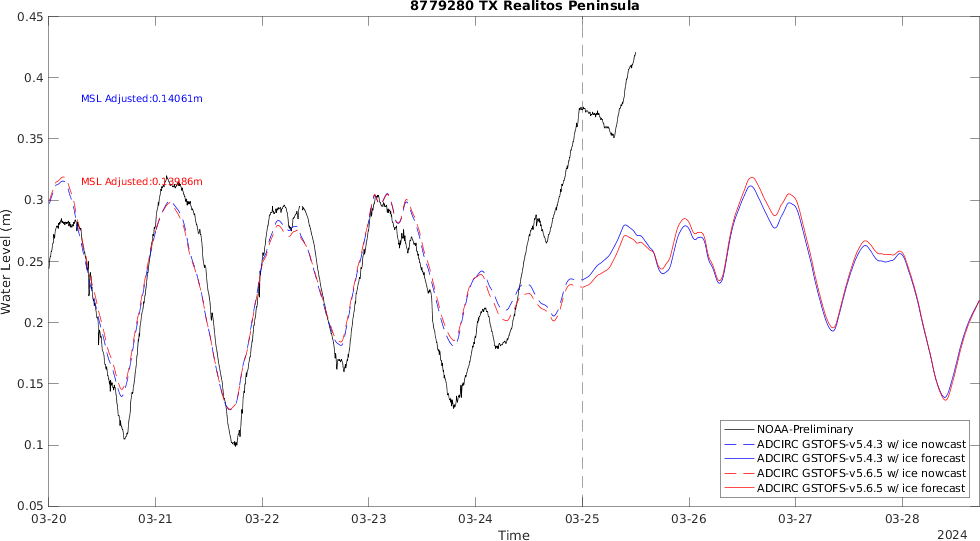 8779280 TX Realitos Peninsula
0.45
0.4
0.35
0.3
0.25
0.2
0.15
0.1
0.05
Water Level (m)
MSL Adjusted:0.14061m
MSL Adjusted:0.13986m
NOAA-Preliminary
ADCIRC GSTOFS-v5.4.3 w/ ice nowcast
ADCIRC GSTOFS-v5.4.3 w/ ice forecast
ADCIRC GSTOFS-v5.6.5 w/ ice nowcast
ADCIRC GSTOFS-v5.6.5 w/ ice forecast
03-20 03-21 03-22 03-23 03-24 03-25 03-26 03-27 03-28
Time
2024